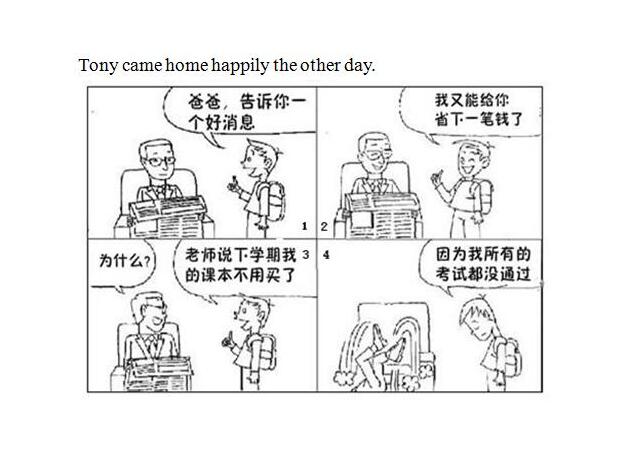 Tony came home happily the other day.
爸爸，告诉你一
个好消息
1
我又能给你
省下一笔钱了
2
为什么?
老师说下学期我
的课本不用买了
3
因为我所有的
考试都没通过
4